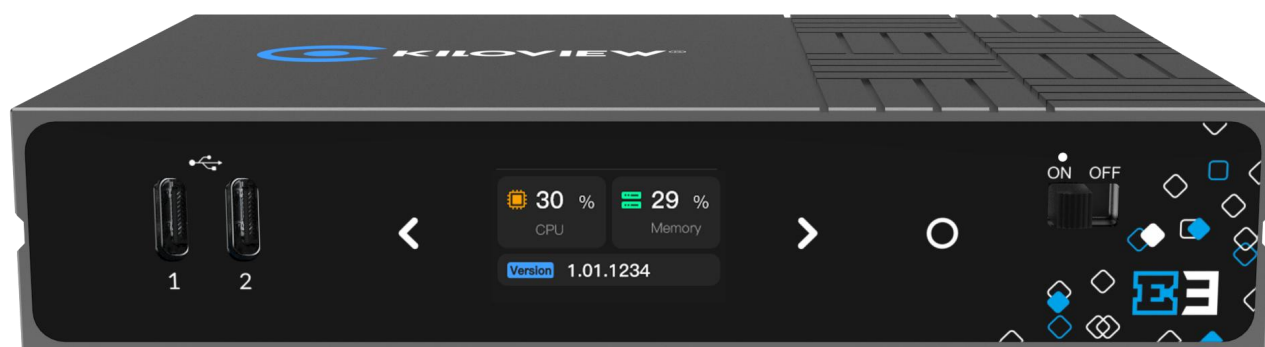 KILOVIEW®
ON OFF
30 % 29 %
CPU Memory
Version 1.01.1234
1 2
E3